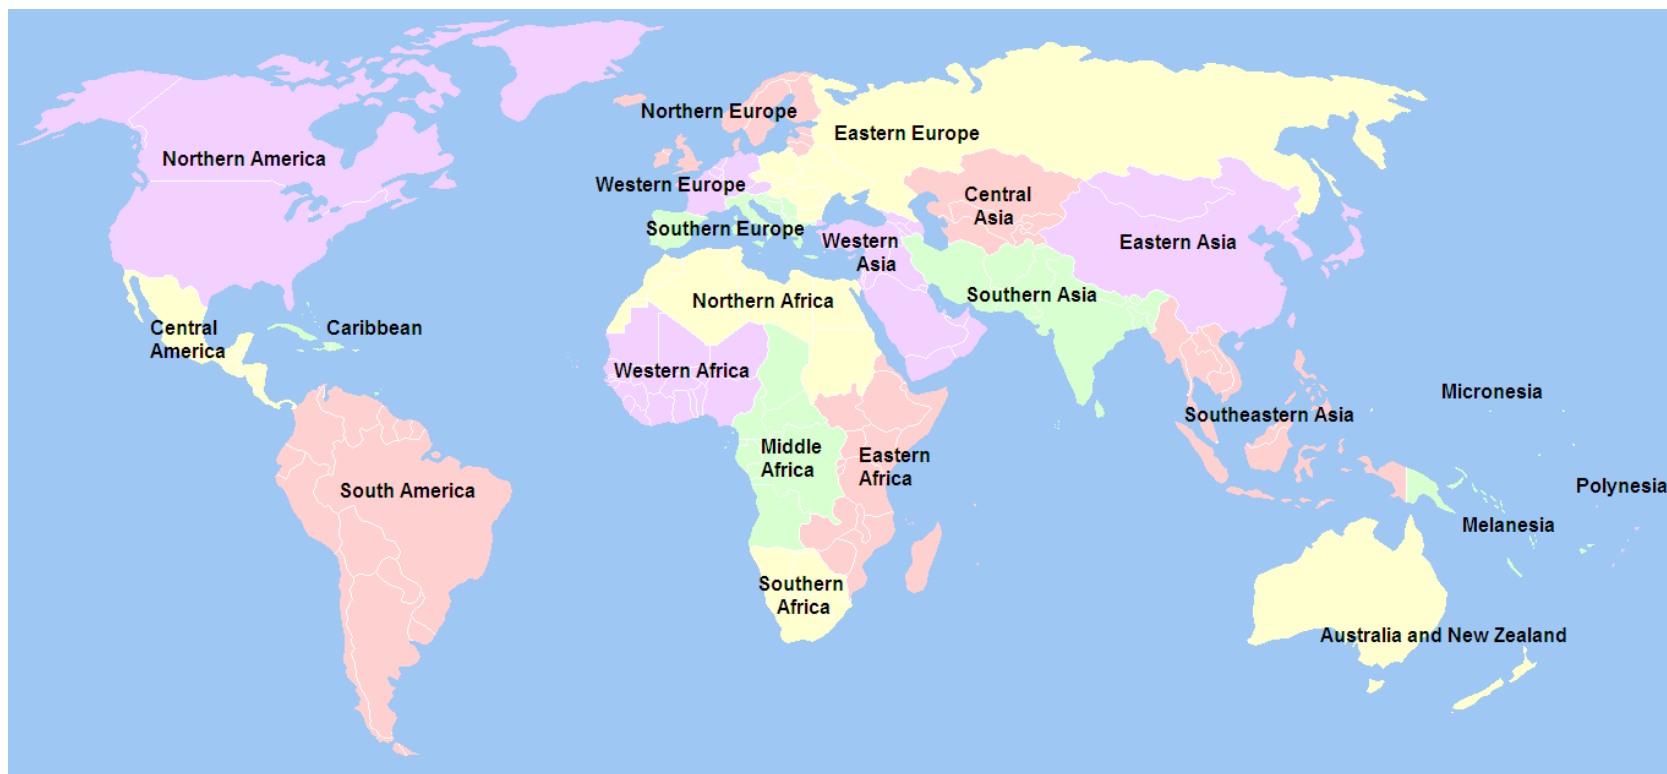 Northern Europe
Eastern Europe
Northern America
Western Europe
Central
Asia
Southern Europe
Western
Asia
Eastern Asia
Northern Africa
Southern Asia
Central
America
Caribbean
Western Africa
Micronesia
Southeastern Asia
Middle
Africa
Eastern
Africa
South America
Polynesia
Melanesia
Southern
Africa
Australia and New Zealand